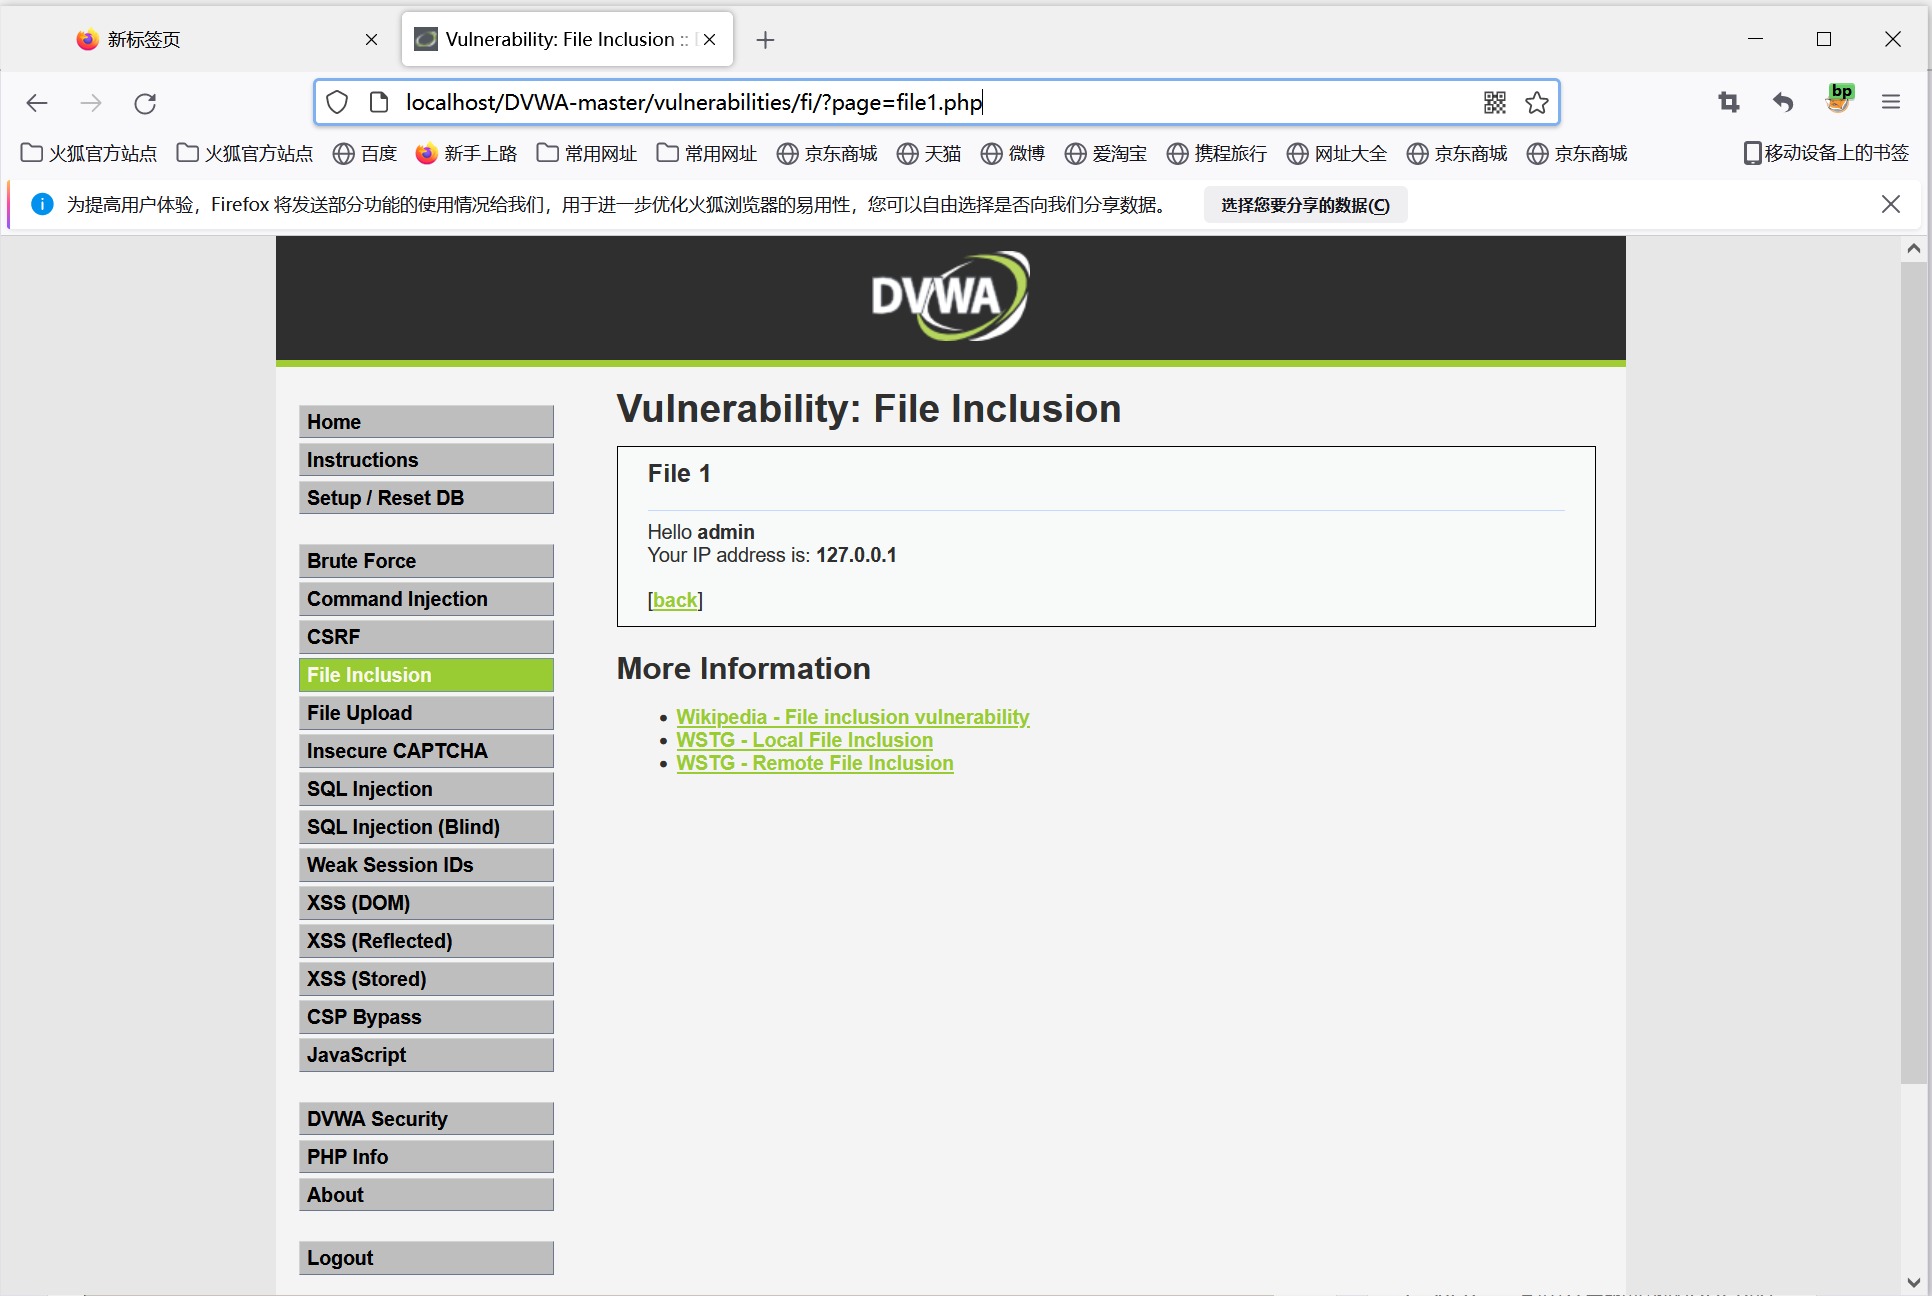 新标签页
Vulnerability: File Inclusion ::
localhost/DVWA-master/vulnerabilities/fi/?page=file1.php
bp
火狐官方站点 火狐官方站点 百度 新手上路 常用网址 常用网址 京东商城 天猫 微博 爱淘宝 携程旅行 网址大全 京东商城 京东商城 移动设备上的书签
为提高用户体验，Firefox 将发送部分功能的使用情况给我们，用于进一步优化火狐浏览器的易用性，您可以自由选择是否向我们分享数据。 选择您要分享的数据(C)
DVWA
Home
Instructions
Setup / Reset DB
Brute Force
Command Injection
CSRF
File Inclusion
File Upload
Insecure CAPTCHA
SQL Injection
SQL Injection (Blind)
Weak Session IDs
XSS (DOM)
XSS (Reflected)
XSS (Stored)
CSP Bypass
JavaScript
DVWA Security
PHP Info
About
Logout
Vulnerability: File Inclusion
File 1
Hello admin
Your IP address is: 127.0.0.1
[back]
More Information
Wikipedia - File inclusion vulnerability
WSTG - Local File Inclusion
WSTG - Remote File Inclusion